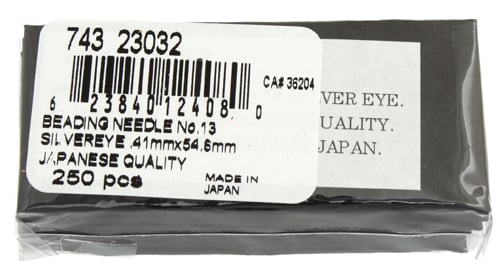 743 23032
CA# 36204
6 23840 12408 0
BEADING NEEDLE No.13
SILVEREYE .41mmx54.6mm
JAPANESE QUALITY
250 pcs
MADE IN
JAPAN
VER EYE.
UALITY.
JAPAN.